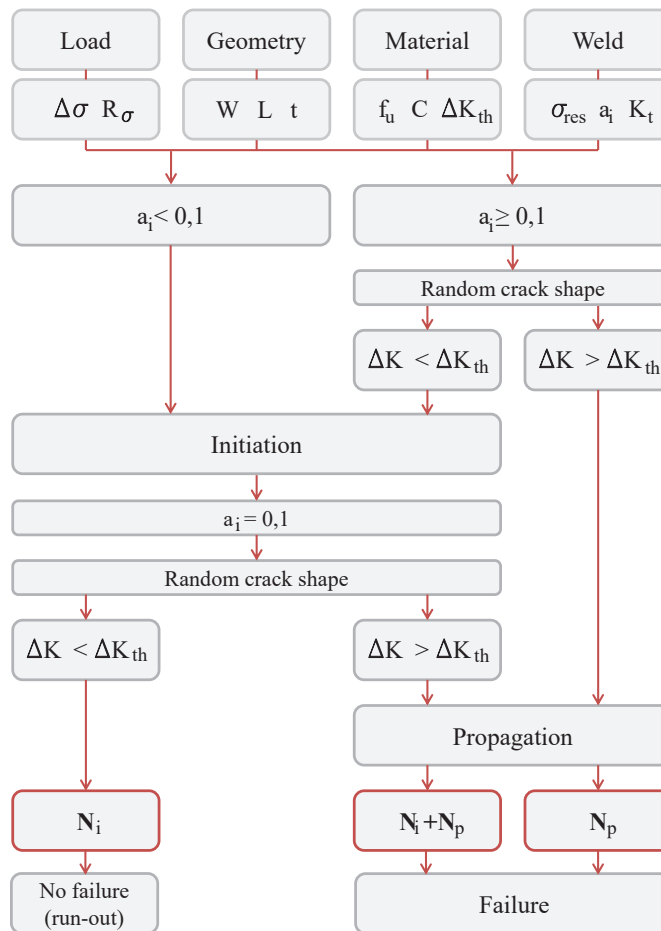 Load
Geometry
Material
Weld
Δσ Rσ
W L t
fu C ΔKth
σres ai Kt
ai < 0,1
ai ≥ 0,1
Random crack shape
ΔK < ΔKth
ΔK > ΔKth
Initiation
ai = 0,1
Random crack shape
ΔK < ΔKth
ΔK > ΔKth
Propagation
Ni
Ni+Np
Np
No failure
(run-out)
Failure